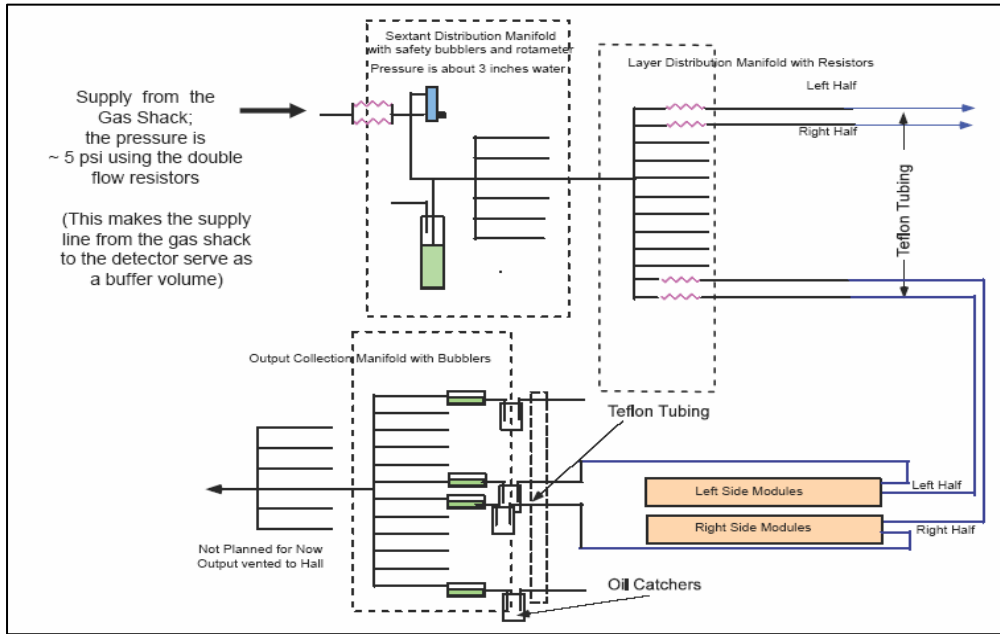 Sextant Distribution Manifold
with safety bubblers and rotameter
Pressure is about 3 inches water
Layer Distribution Manifold with Resistors
Left Half
Right Half
Supply from the
Gas Shack;
the pressure is
~ 5 psi using the double
flow resistors
(This makes the supply
line from the gas shack
to the detector serve as
a buffer volume)
Teflon Tubing
Output Collection Manifold with Bubblers
Teflon Tubing
Left Side Modules
Left Half
Right Side Modules
Right Half
Not Planned for Now
Output vented to Hall
Oil Catchers